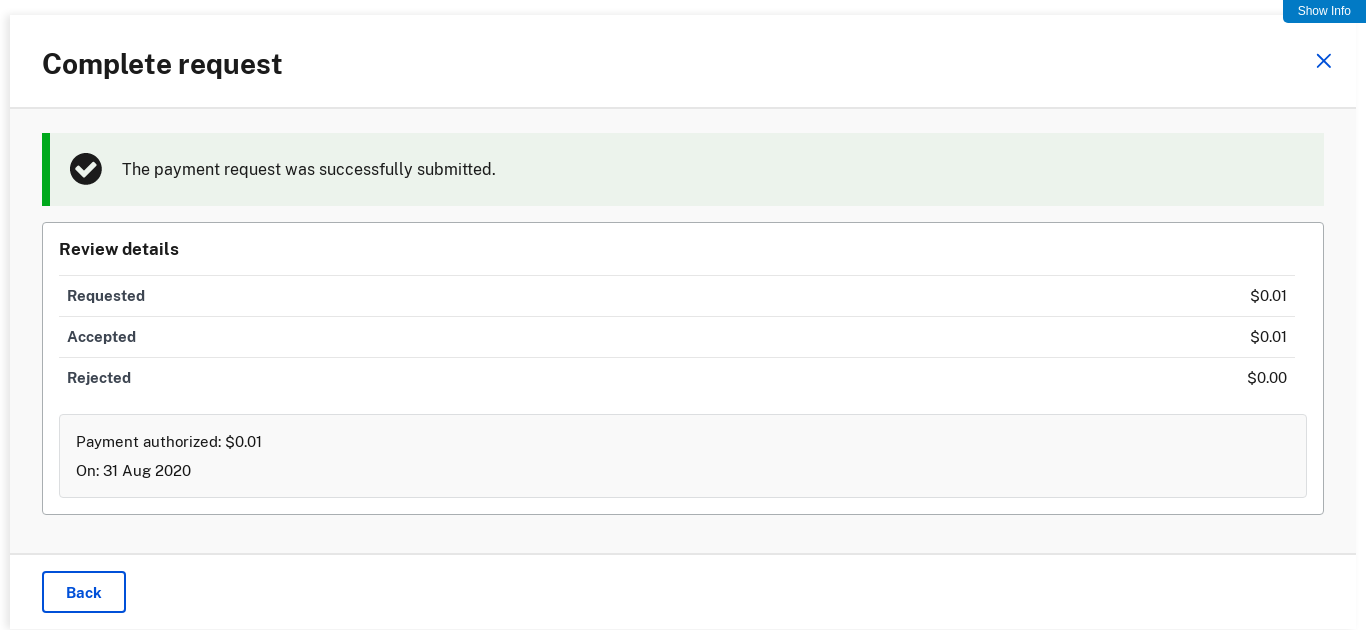 Show Info
Complete request
The payment request was successfully submitted.
Review details
Requested $0.01
Accepted $0.01
Rejected $0.00
Payment authorized: $0.01
On: 31 Aug 2020
Back